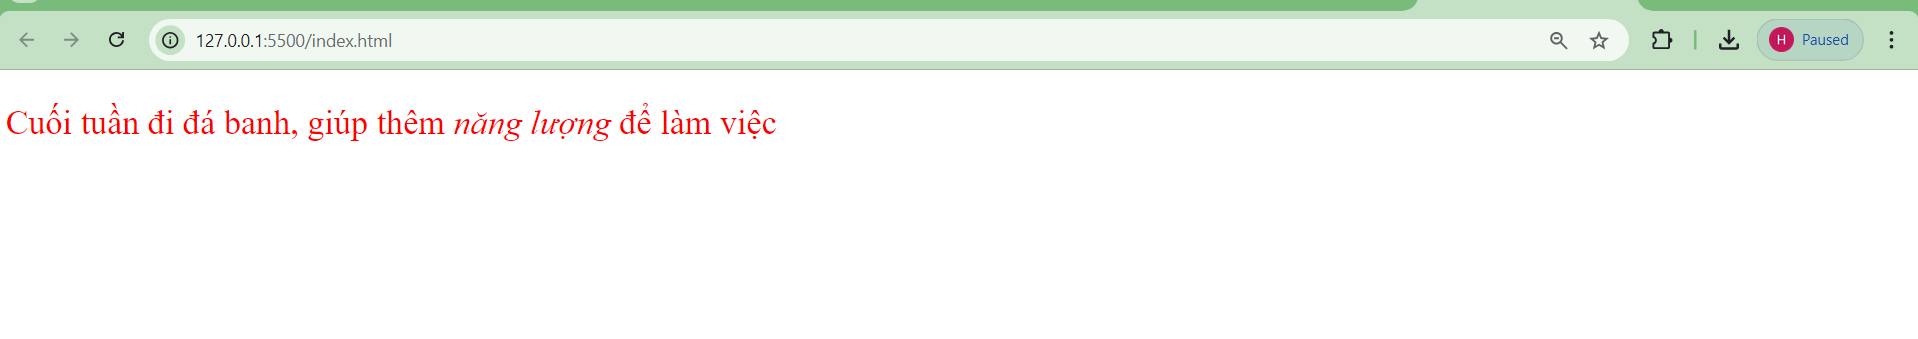 127.0.0.1:5500/index.html
H Paused
Cuối tuần đi đá banh, giúp thêm năng lượng để làm việc